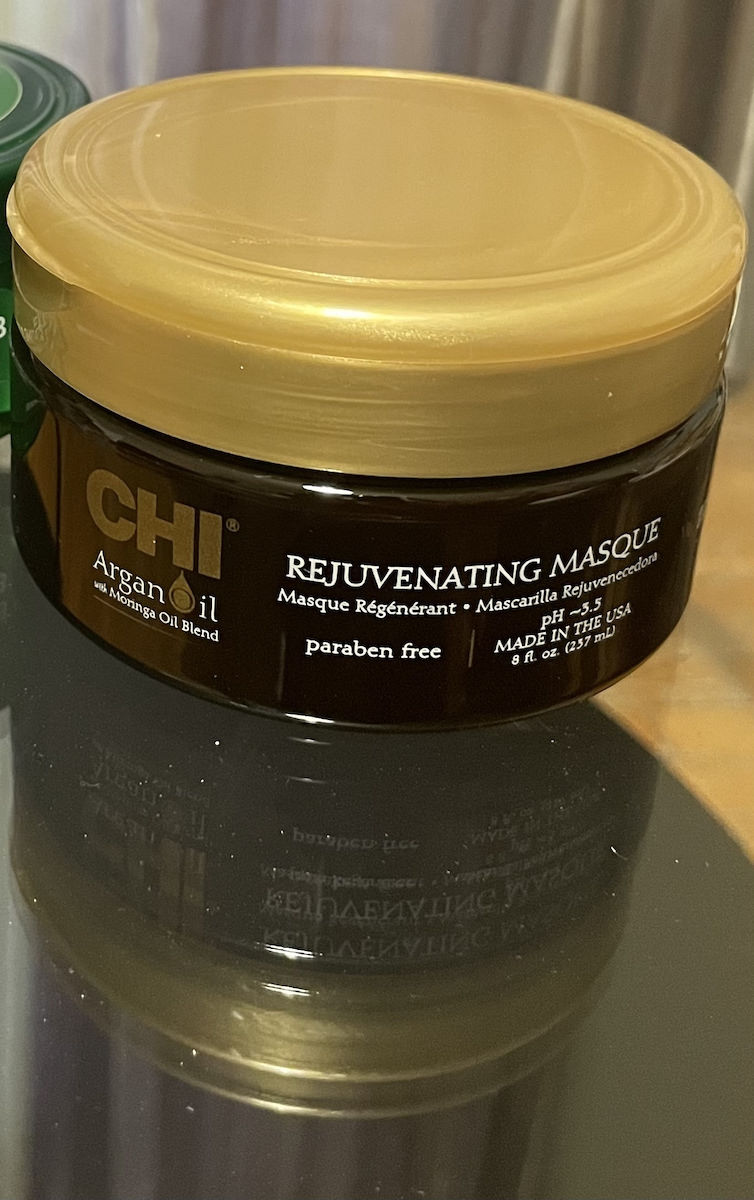 CHI®
Argan Oil
with Moringa Oil Blend
REJUVENATING MASQUE
Masque Régénérant • Mascarilla Rejuvenecedora
pH ~3.5
paraben free
MADE IN THE USA
8 fl. oz. (237 mL)